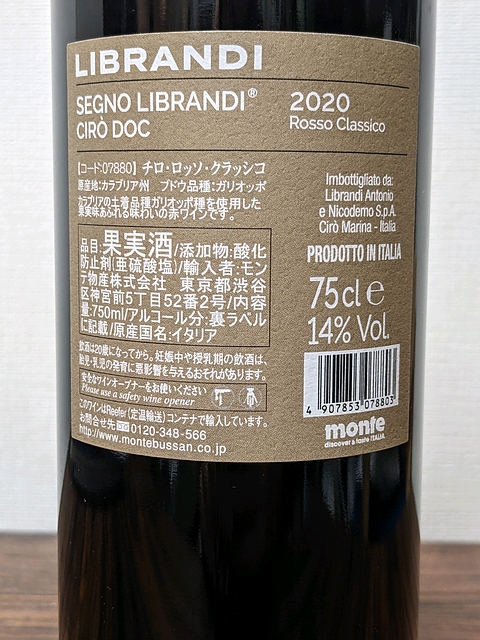 LIBRANDI
SEGNO LIBRANDI®
CIRÒ DOC
2020
Rosso Classico
【コード:07880】 チロ・ロッソ・クラッシコ
原産地:カラブリア州　ブドウ品種:ガリオッポ
カラブリアの土着品種ガリオッポ種を使用した
果実味あふれる味わいの赤ワインです。
品目:果実酒/添加物:酸化
防止剤(亜硫酸塩)/輸入者:モン
テ物産株式会社　東京都渋谷
区神宮前5丁目52番2号/内容
量:750ml/アルコール分:裏ラベル
に記載/原産国名:イタリア
飲酒は20歳になってから。妊娠中や授乳期の飲酒は、
胎児・乳児の発育に悪影響を与えるおそれがあります。
安全なワインオープナーをお使いください
Please use a safety wine opener
このワインはReefer(定温輸送)コンテナで輸入しています。
お問合せ先 0120-348-566
http://www.montebussan.co.jp
Imbottigliato da:
Librandi Antonio
e Nicodemo S.p.A.
Cirò Marina - Italia
PRODOTTO IN ITALIA
75cl e
14% Vol.
4 907853 078803
monte
discover & taste ITALIA